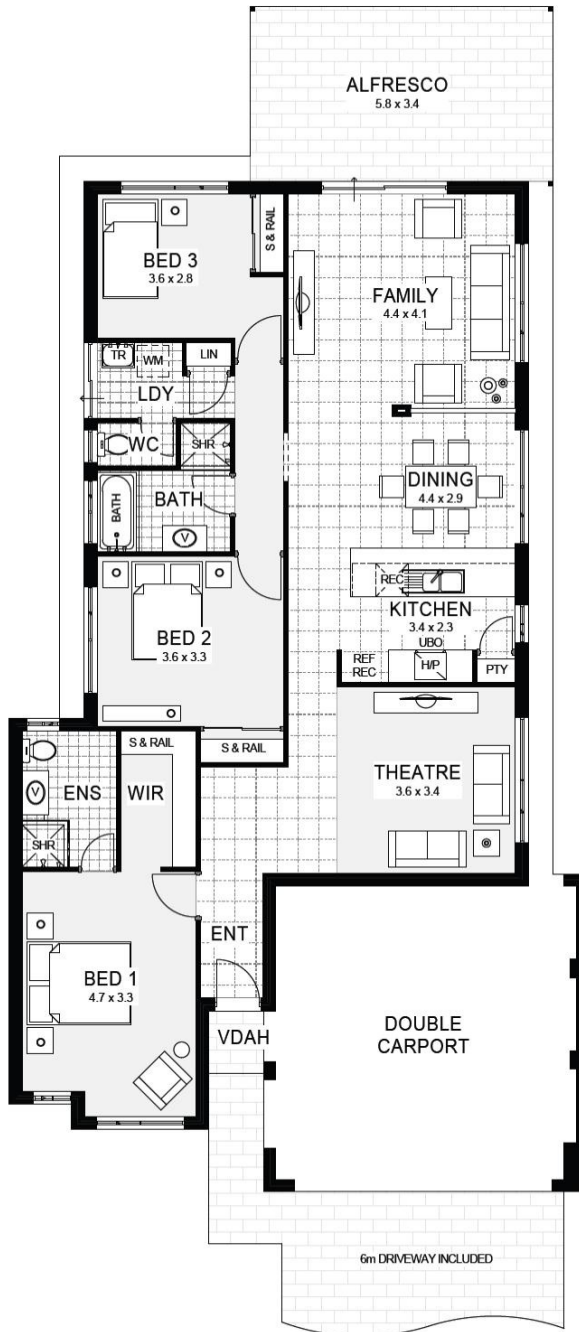 ALFRESCO
5.8 x 3.4
BED 3
3.6 x 2.8
S & RAIL
FAMILY
4.4 x 4.1
TR
WM
LIN
LDY
WC
SHR
BATH
BATH
V
DINING
4.4 x 2.9
REC
KITCHEN
3.4 x 2.3
UBO
REF
REC
H/P
PTY
BED 2
3.6 x 3.3
S & RAIL
S & RAIL
THEATRE
3.6 x 3.4
V
ENS
WIR
SHR
ENT
BED 1
4.7 x 3.3
VDAH
DOUBLE
CARPORT
6m DRIVEWAY INCLUDED